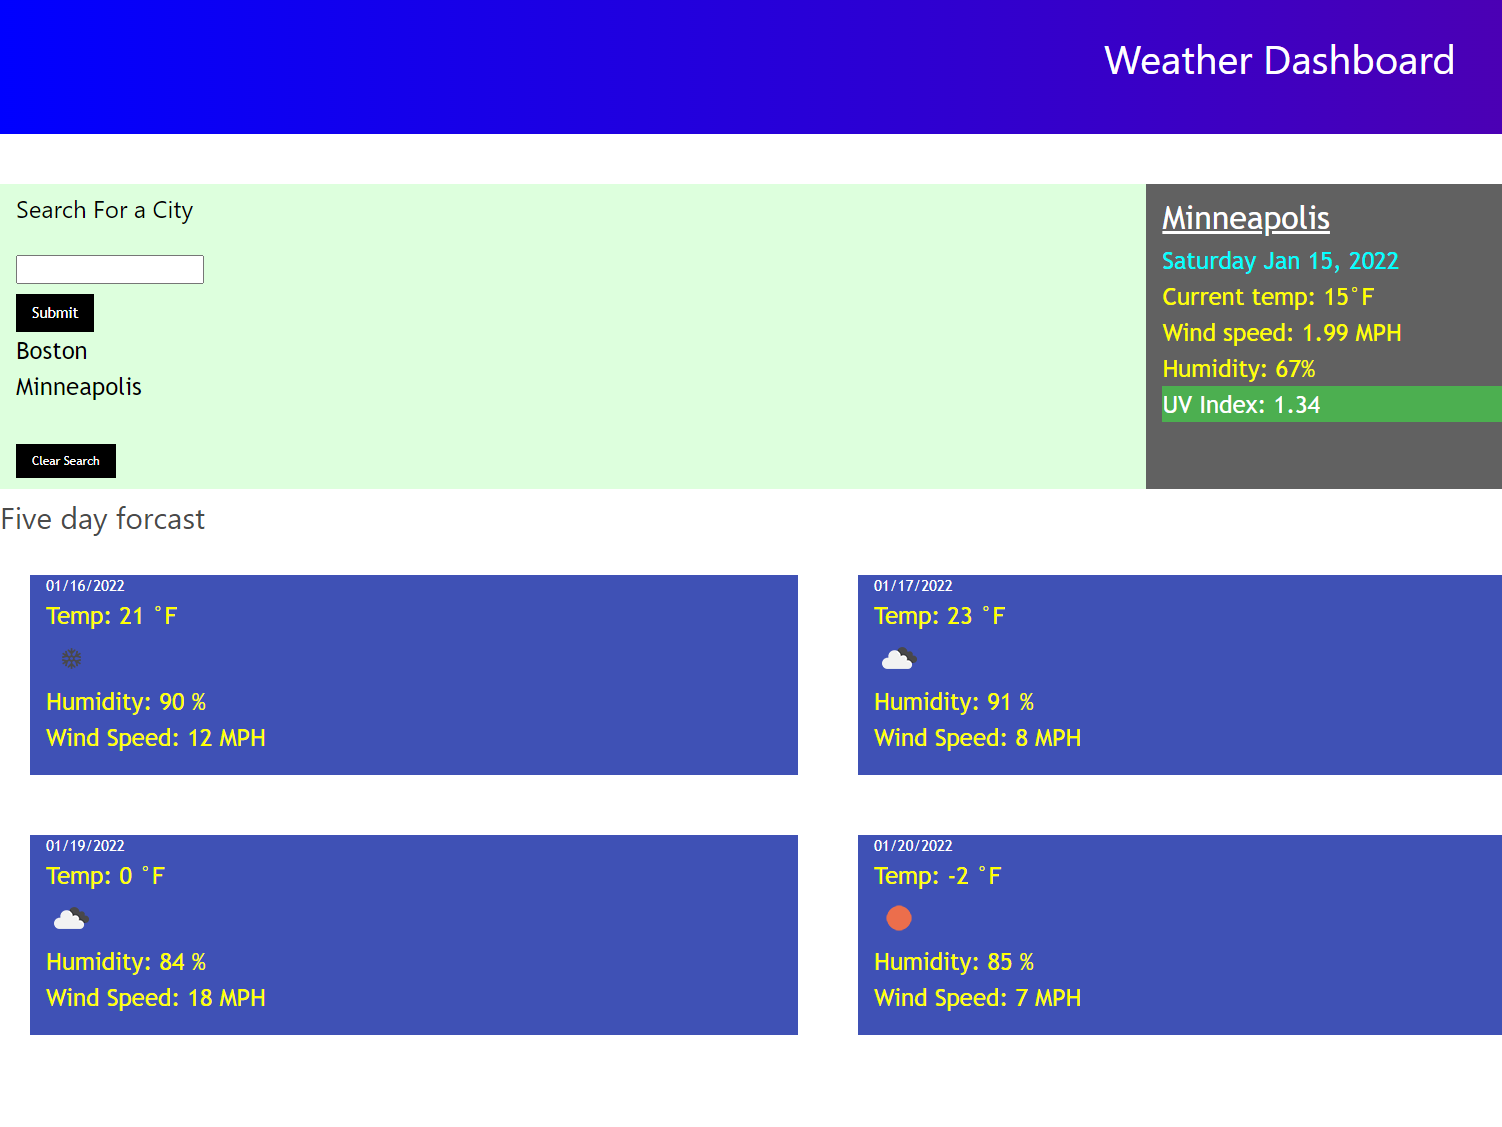 Weather Dashboard
Search For a City
Submit
Boston
Minneapolis
Clear Search
Minneapolis
Saturday Jan 15, 2022
Current temp: 15°F
Wind speed: 1.99 MPH
Humidity: 67%
UV Index: 1.34
Five day forcast
01/16/2022
Temp: 21 °F
Humidity: 90 %
Wind Speed: 12 MPH
01/17/2022
Temp: 23 °F
Humidity: 91 %
Wind Speed: 8 MPH
01/19/2022
Temp: 0 °F
Humidity: 84 %
Wind Speed: 18 MPH
01/20/2022
Temp: -2 °F
Humidity: 85 %
Wind Speed: 7 MPH